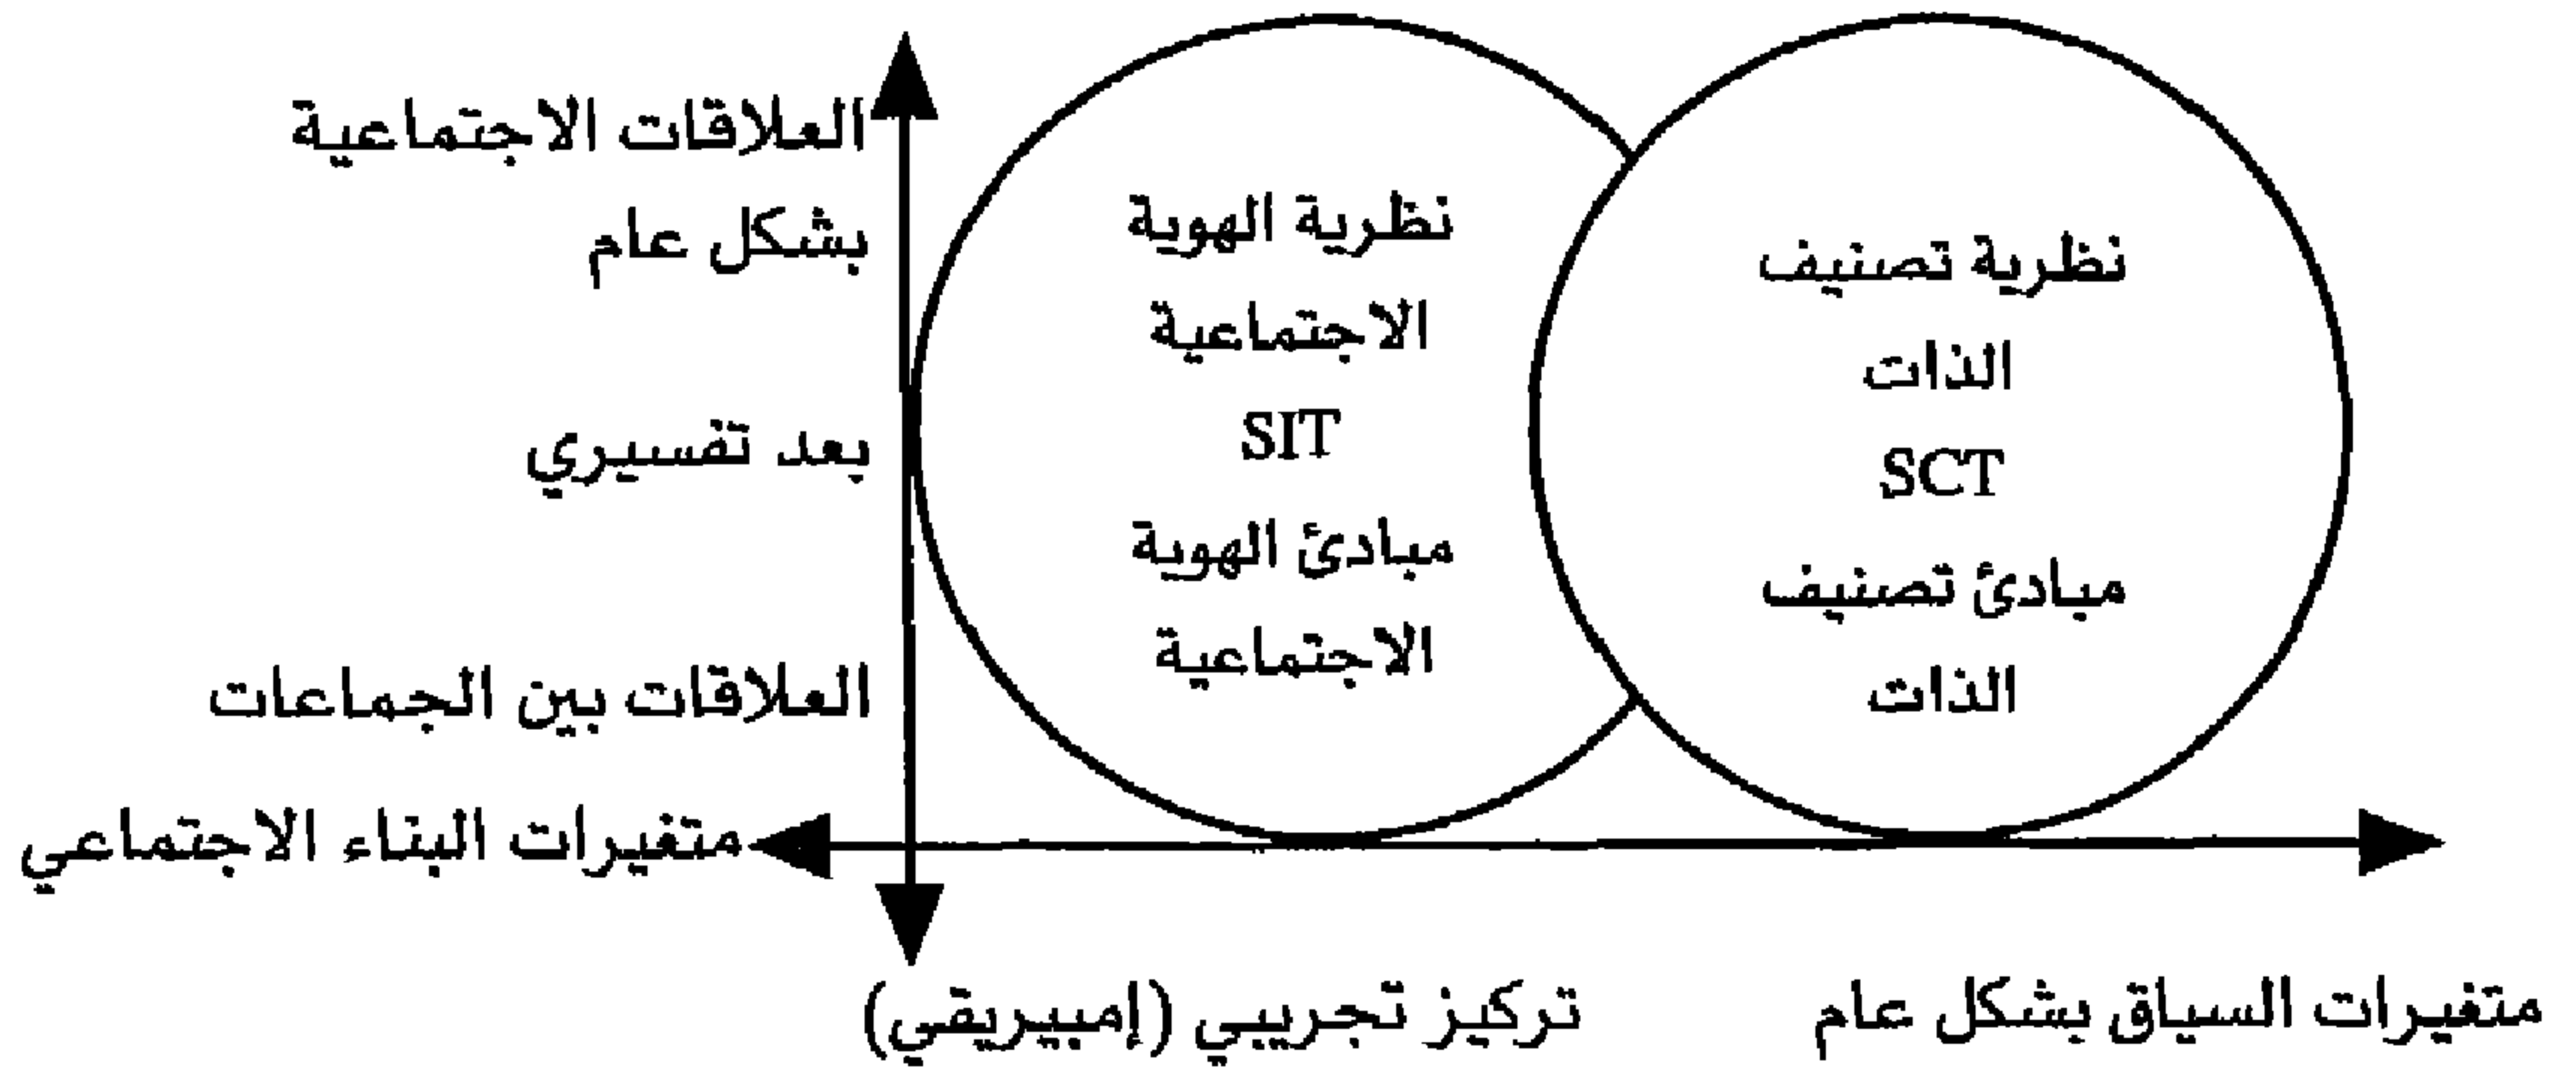 العلاقات الاجتماعية
بشكل عام
بعد تفسيري
العلاقات بين الجماعات
متغيرات البناء الاجتماعي
نظرية الهوية
الاجتماعية
SIT
مبادئ الهوية
الاجتماعية
نظرية تصنيف
الذات
SCT
مبادئ تصنيف
الذات
متغيرات السياق بشكل عام
تركيز تجريبي (إمبيريقي)